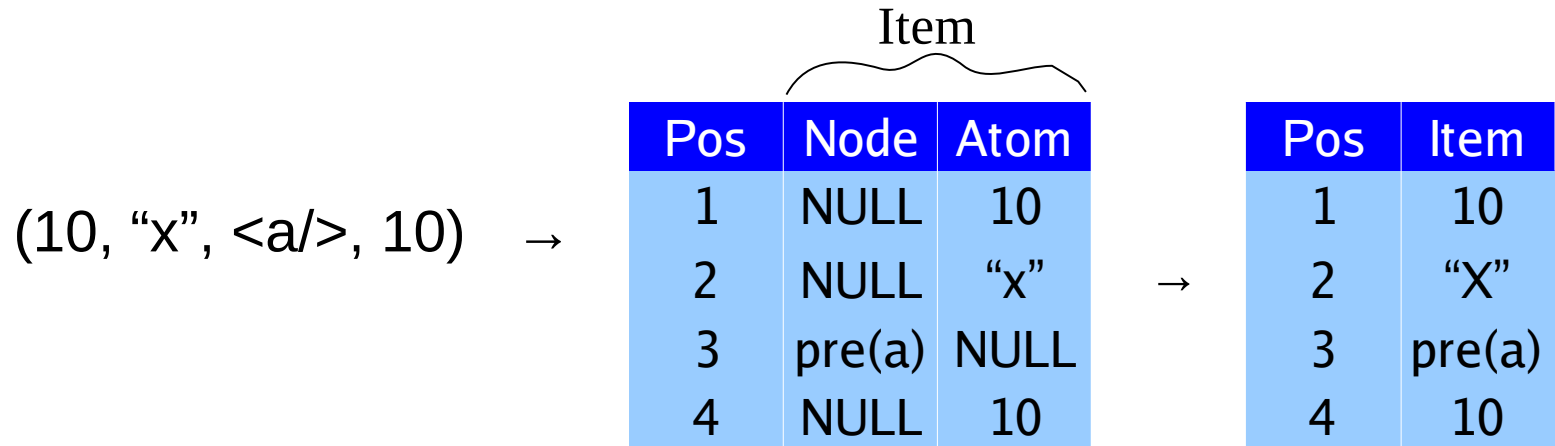 Item
(10, “x”, <a/>, 10) →
Pos Node Atom
1 NULL 10
2 NULL “x”
3 pre(a) NULL
4 NULL 10
→
Pos Item
1 10
2 “X”
3 pre(a)
4 10